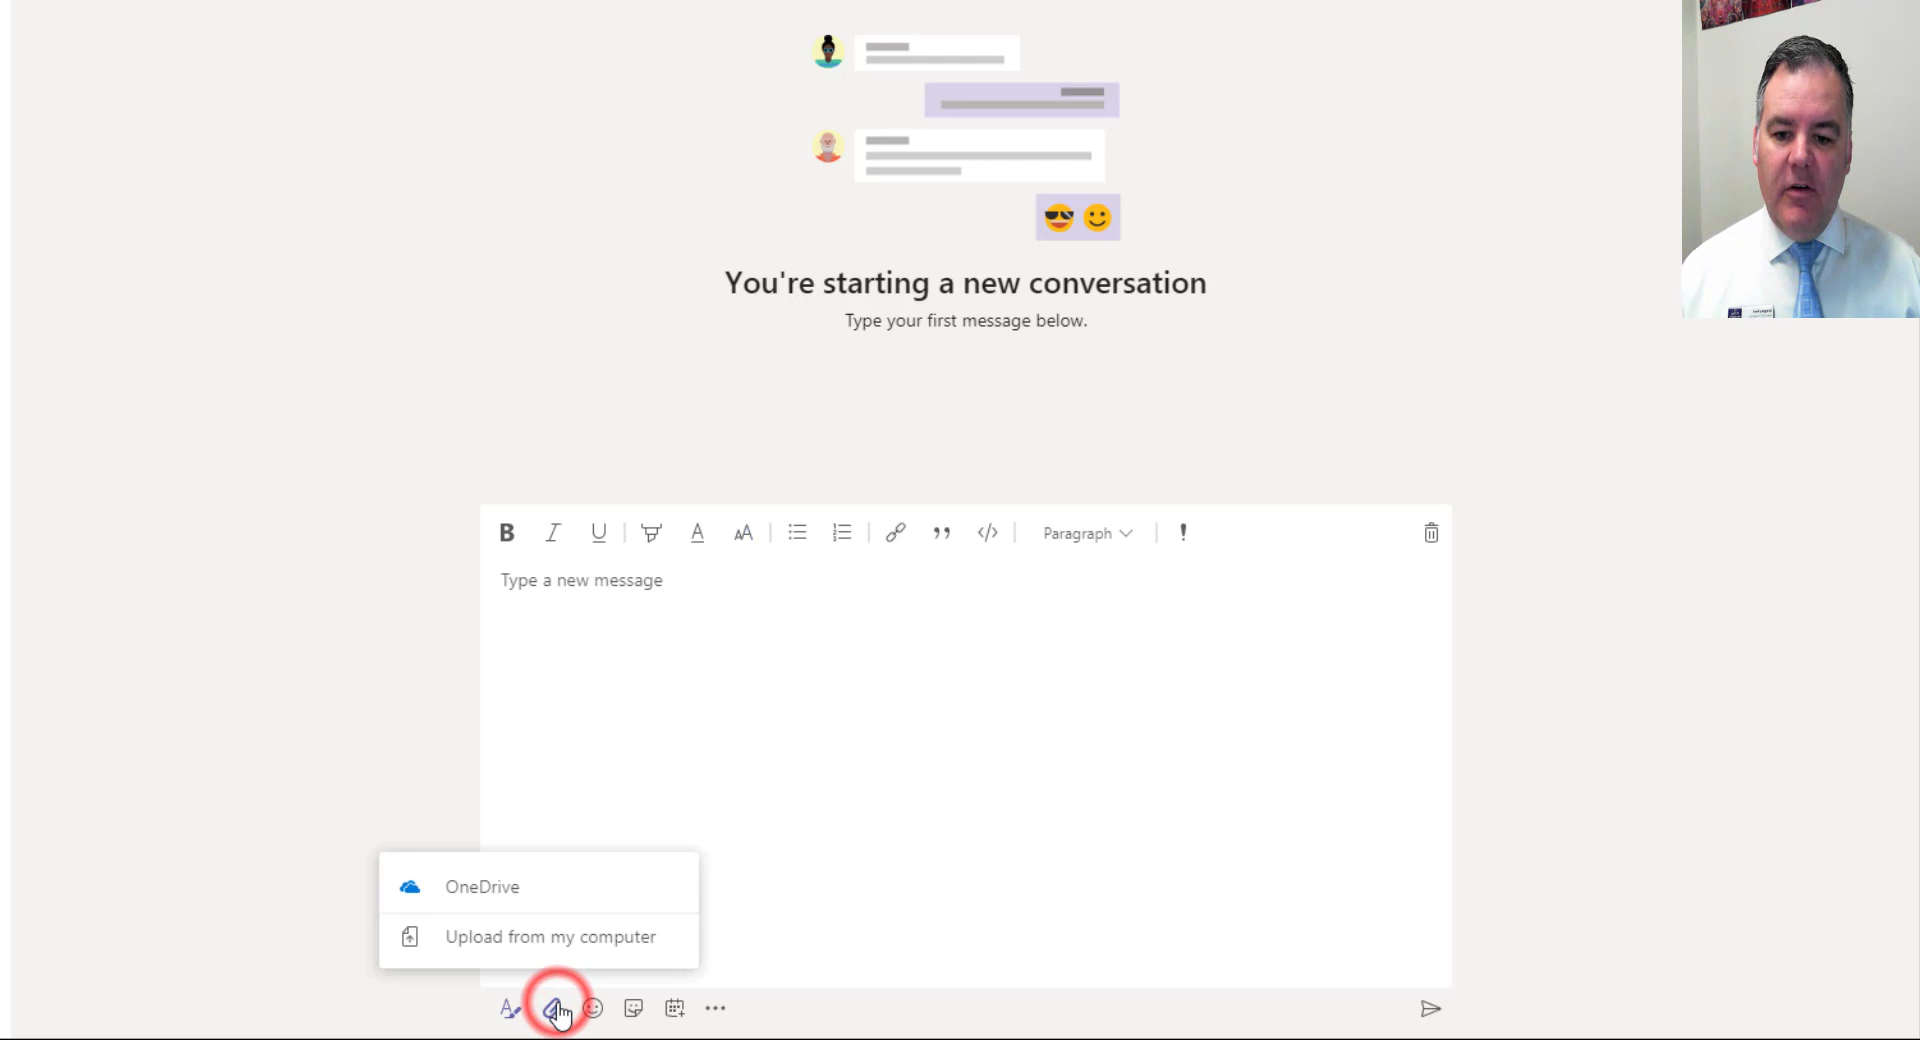 You're starting a new conversation
Type your first message below.
Paragraph
Type a new message
OneDrive
Upload from my computer